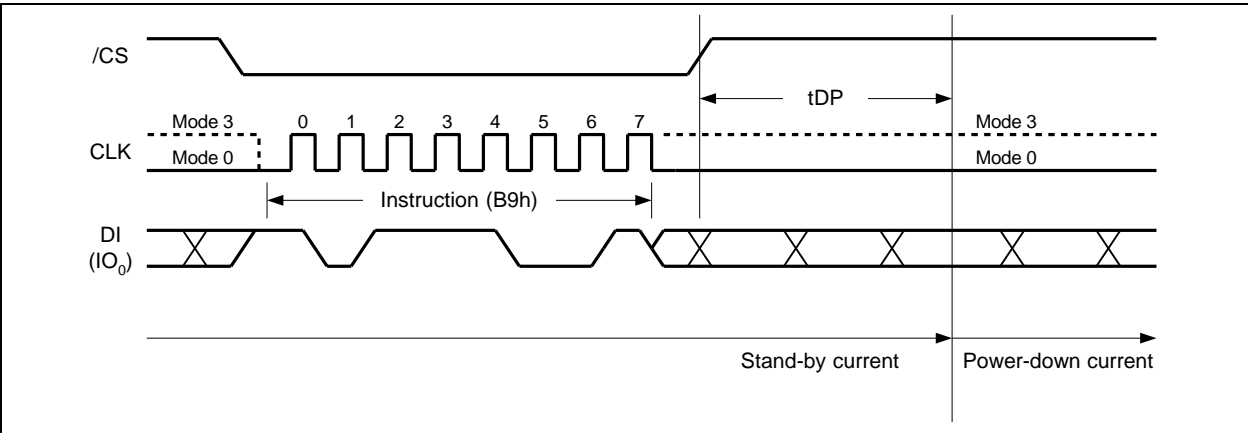 /CS
tDP
Mode 3 0 1 2 3 4 5 6 7 Mode 3
CLK
Mode 0 Mode 0
Instruction (B9h)
DI
(IO₀)
Stand-by current Power-down current